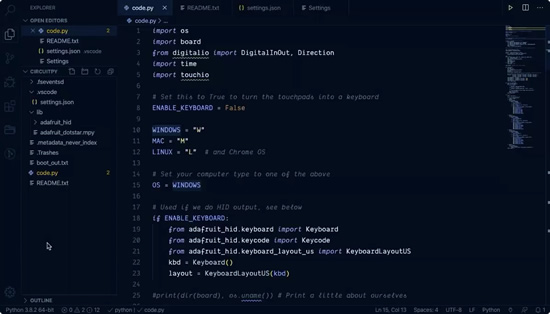 EXPLORER
OPEN EDITORS
code.py 2
README.txt
settings.json .vscode
Settings
CIRCUITPY
.fseventsd
.vscode
settings.json
lib
adafruit_hid
adafruit_dotstar.mpy
.metadata_never_index
.Trashes
boot_out.txt
code.py 2
README.txt
OUTLINE
code.py README.txt settings.json Settings
code.py > ...
1 import os
2 import board
3 from digitalio import DigitalInOut, Direction
4 import time
5 import touchio
6
7 # Set this to True to turn the touchpads into a keyboard
8 ENABLE_KEYBOARD = False
9
10 WINDOWS = "W"
11 MAC = "M"
12 LINUX = "L" # and Chrome OS
13
14 # Set your computer type to one of the above
15 OS = WINDOWS
16
17 # Used if we do HID output, see below
18 if ENABLE_KEYBOARD:
19 from adafruit_hid.keyboard import Keyboard
20 from adafruit_hid.keycode import Keycode
21 from adafruit_hid.keyboard_layout_us import KeyboardLayoutUS
22 kbd = Keyboard()
23 layout = KeyboardLayoutUS(kbd)
24
25 #print(dir(board), os.uname()) # Print a little about ourselves
Python 3.8.2 64-bit 0 2 12 python | code.py Ln 15, Col 13 Spaces: 4 UTF-8 LF Python 1